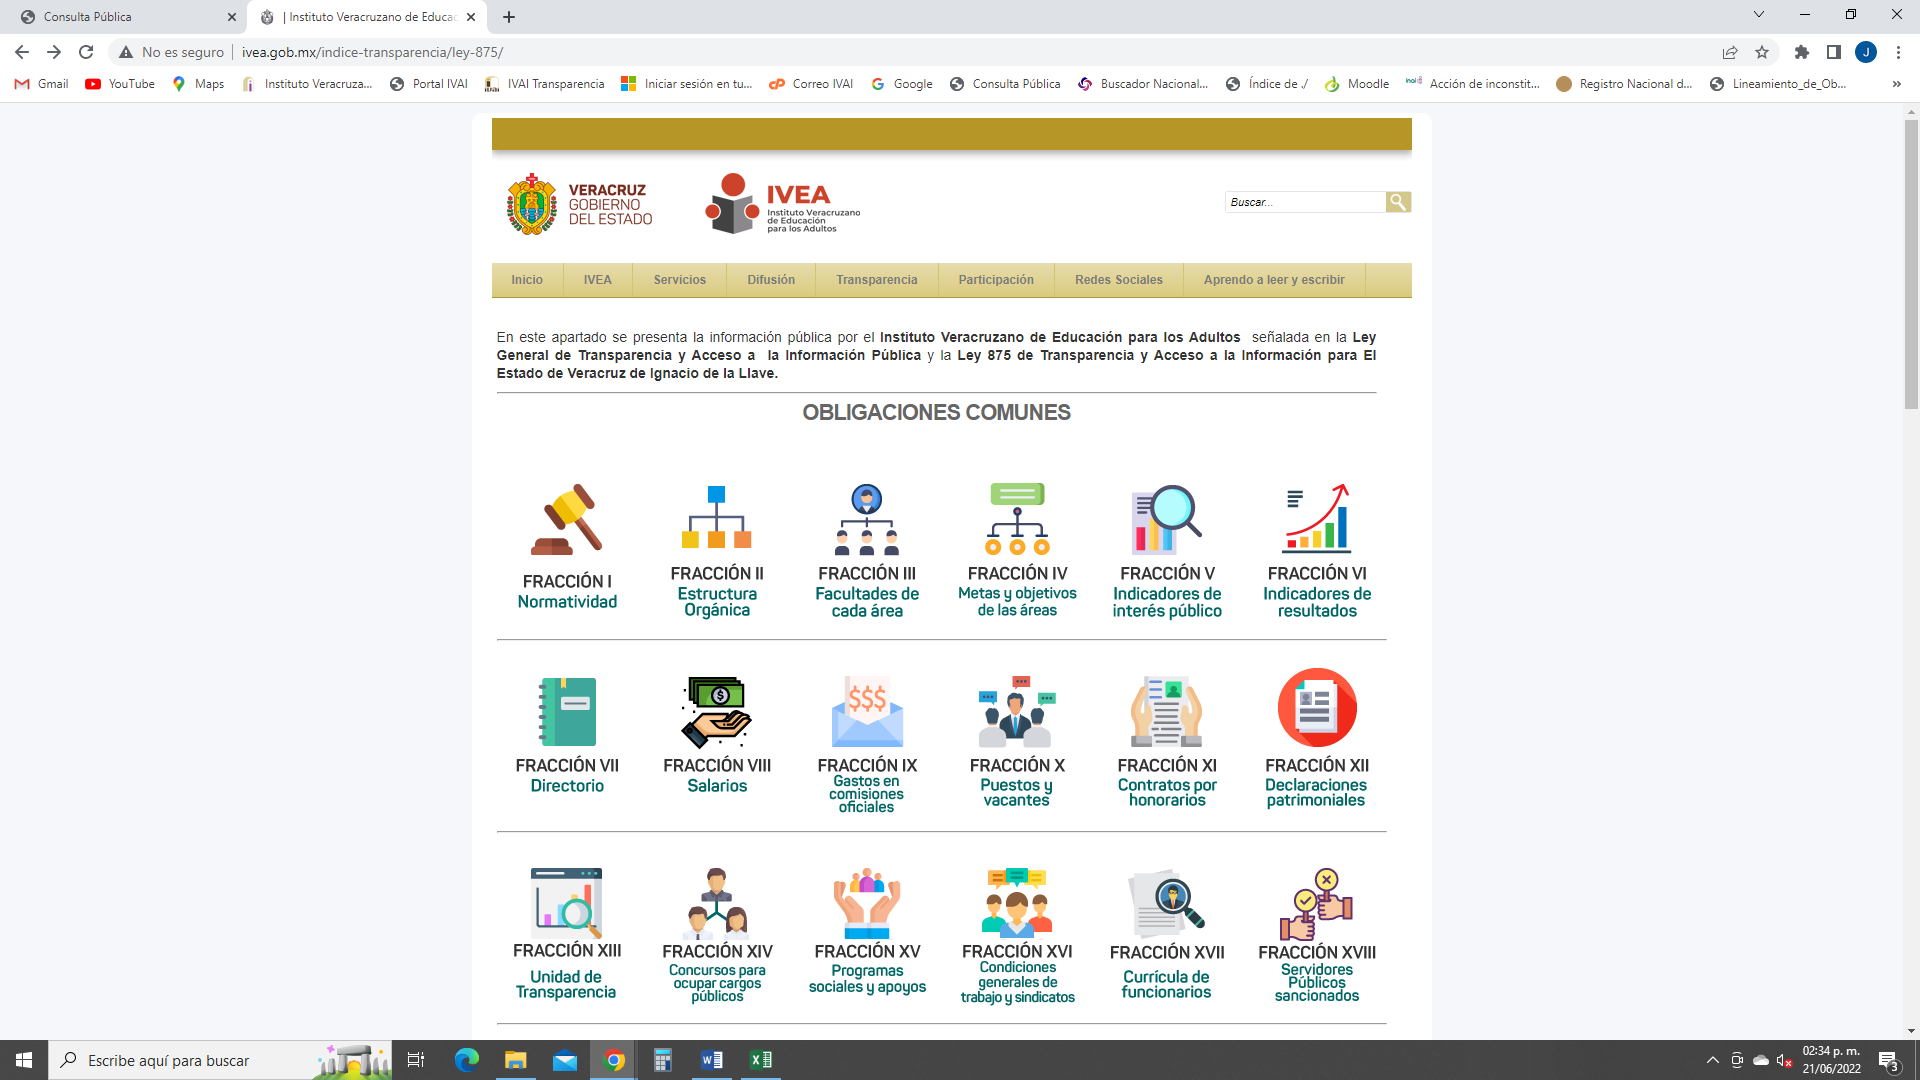 Consulta Pública
| Instituto Veracruzano de Educac
No es seguro
ivea.gob.mx/indice-transparencia/ley-875/
J
Gmail
YouTube
Maps
Instituto Veracruza...
Portal IVAI
IVAI Transparencia
Iniciar sesión en tu...
Correo IVAI
Google
Consulta Pública
Buscador Nacional...
Índice de ./
Moodle
Acción de inconstit...
Registro Nacional d...
Lineamiento_de_Ob...
»
VERACRUZ
GOBIERNO
DEL ESTADO
IVEA
Instituto Veracruzano
de Educación
para los Adultos
Buscar...
Inicio
IVEA
Servicios
Difusión
Transparencia
Participación
Redes Sociales
Aprendo a leer y escribir
En este apartado se presenta la información pública por el Instituto Veracruzano de Educación para los Adultos señalada en la Ley
General de Transparencia y Acceso a la Información Pública y la Ley 875 de Transparencia y Acceso a la Información para El
Estado de Veracruz de Ignacio de la Llave.
OBLIGACIONES COMUNES
FRACCIÓN I
Normatividad
FRACCIÓN II
Estructura
Orgánica
FRACCIÓN III
Facultades de
cada área
FRACCIÓN IV
Metas y objetivos
de las áreas
FRACCIÓN V
Indicadores de
interés público
FRACCIÓN VI
Indicadores de
resultados
FRACCIÓN VII
Directorio
$
FRACCIÓN VIII
Salarios
$$$
FRACCIÓN IX
Gastos en
comisiones
oficiales
FRACCIÓN X
Puestos y
vacantes
FRACCIÓN XI
Contratos por
honorarios
FRACCIÓN XII
Declaraciones
patrimoniales
FRACCIÓN XIII
Unidad de
Transparencia
FRACCIÓN XIV
Concursos para
ocupar cargos
públicos
FRACCIÓN XV
Programas
sociales y apoyos
FRACCIÓN XVI
Condiciones
generales de
trabajo y sindicatos
FRACCIÓN XVII
Currícula de
funcionarios
FRACCIÓN XVIII
Servidores
Públicos
sancionados
Escribe aquí para buscar
02:34 p. m.
21/06/2022
3